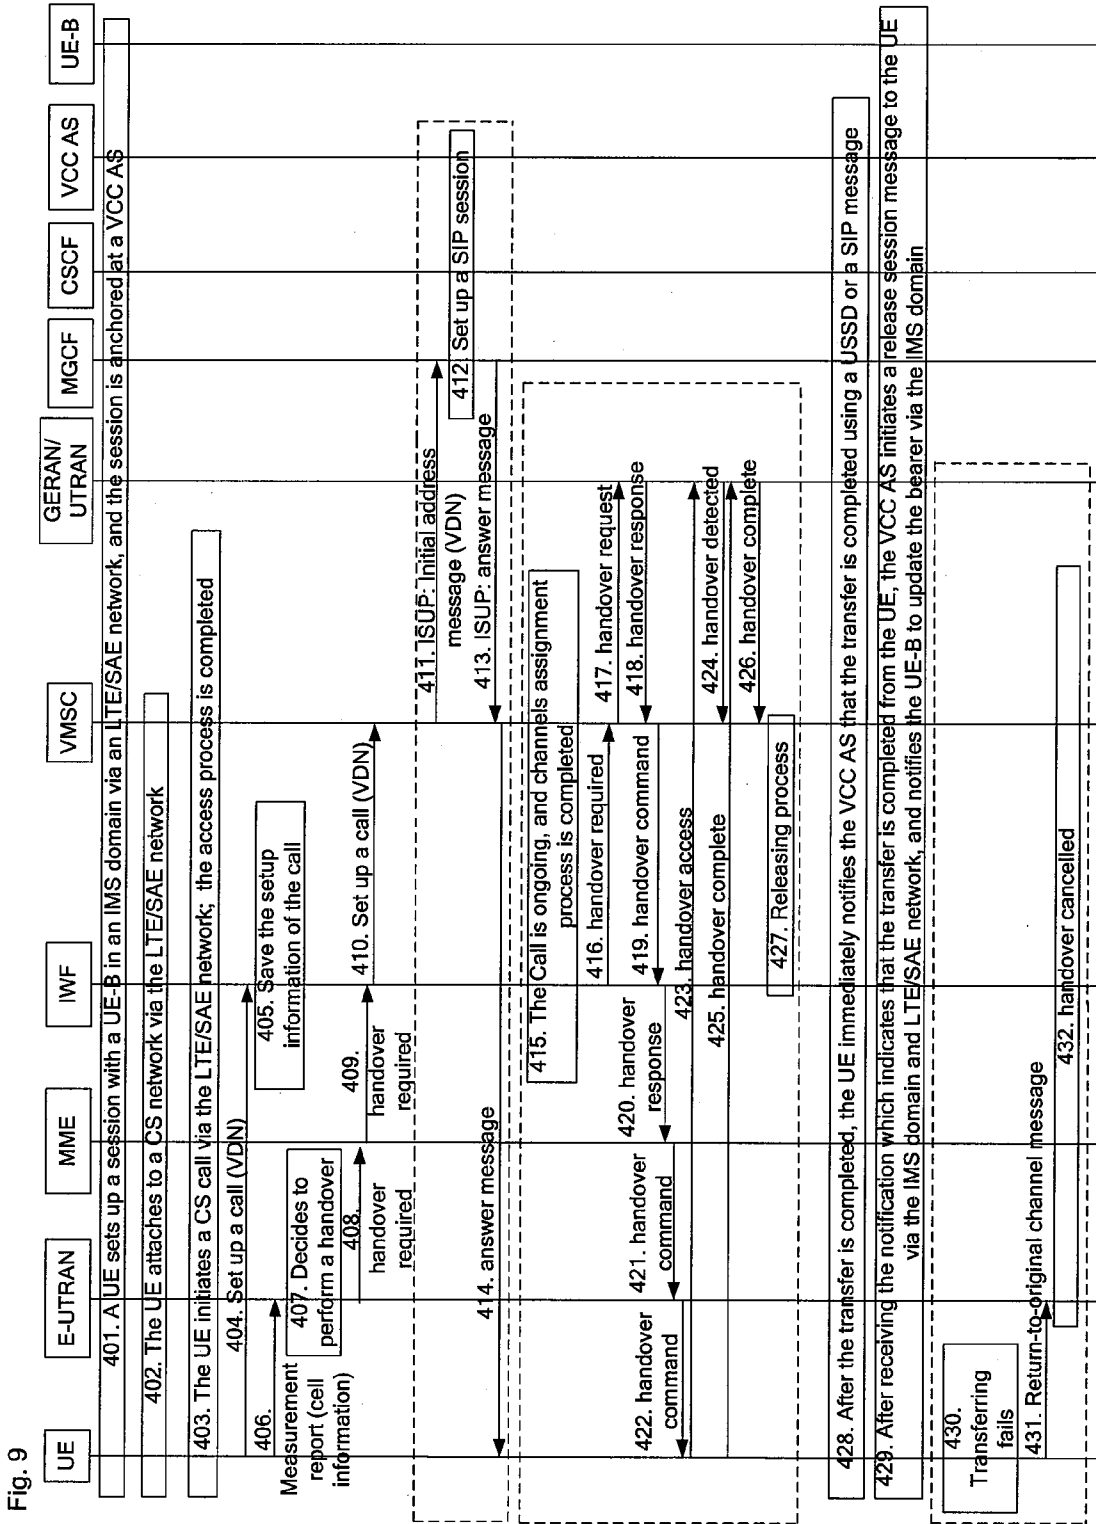 Fig. 9
UE
E-UTRAN
MME
IWF
VMSC
GERAN/
UTRAN
MGCF
CSCF
VCC AS
UE-B
401. A UE sets up a session with a UE-B in an IMS domain via an LTE/SAE network, and the session is anchored at a VCC AS
402. The UE attaches to a CS network via the LTE/SAE network
403. The UE initiates a CS call via the LTE/SAE network; the access process is completed
404. Set up a call (VDN)
405. Save the setup
information of the call
406.
Measurement
report (cell
information)
407. Decides to
perform a handover
408.
handover
required
409.
handover
required
410. Set up a call (VDN)
411. ISUP: Initial address
message (VDN)
412. Set up a SIP session
413. ISUP: answer message
414. answer message
415. The Call is ongoing, and channels assignment
process is completed
416. handover required
417. handover request
418. handover response
419. handover command
420. handover
response
421. handover
command
422. handover
command
423. handover access
424. handover detected
425. handover complete
426. handover complete
427. Releasing process
428. After the transfer is completed, the UE immediately notifies the VCC AS that the transfer is completed using a USSD or a SIP message
429. After receiving the notification which indicates that the transfer is completed from the UE, the VCC AS initiates a release session message to the UE
via the IMS domain and LTE/SAE network, and notifies the UE-B to update the bearer via the IMS domain
430.
Transferring
fails
431. Return-to-original channel message
432. handover cancelled